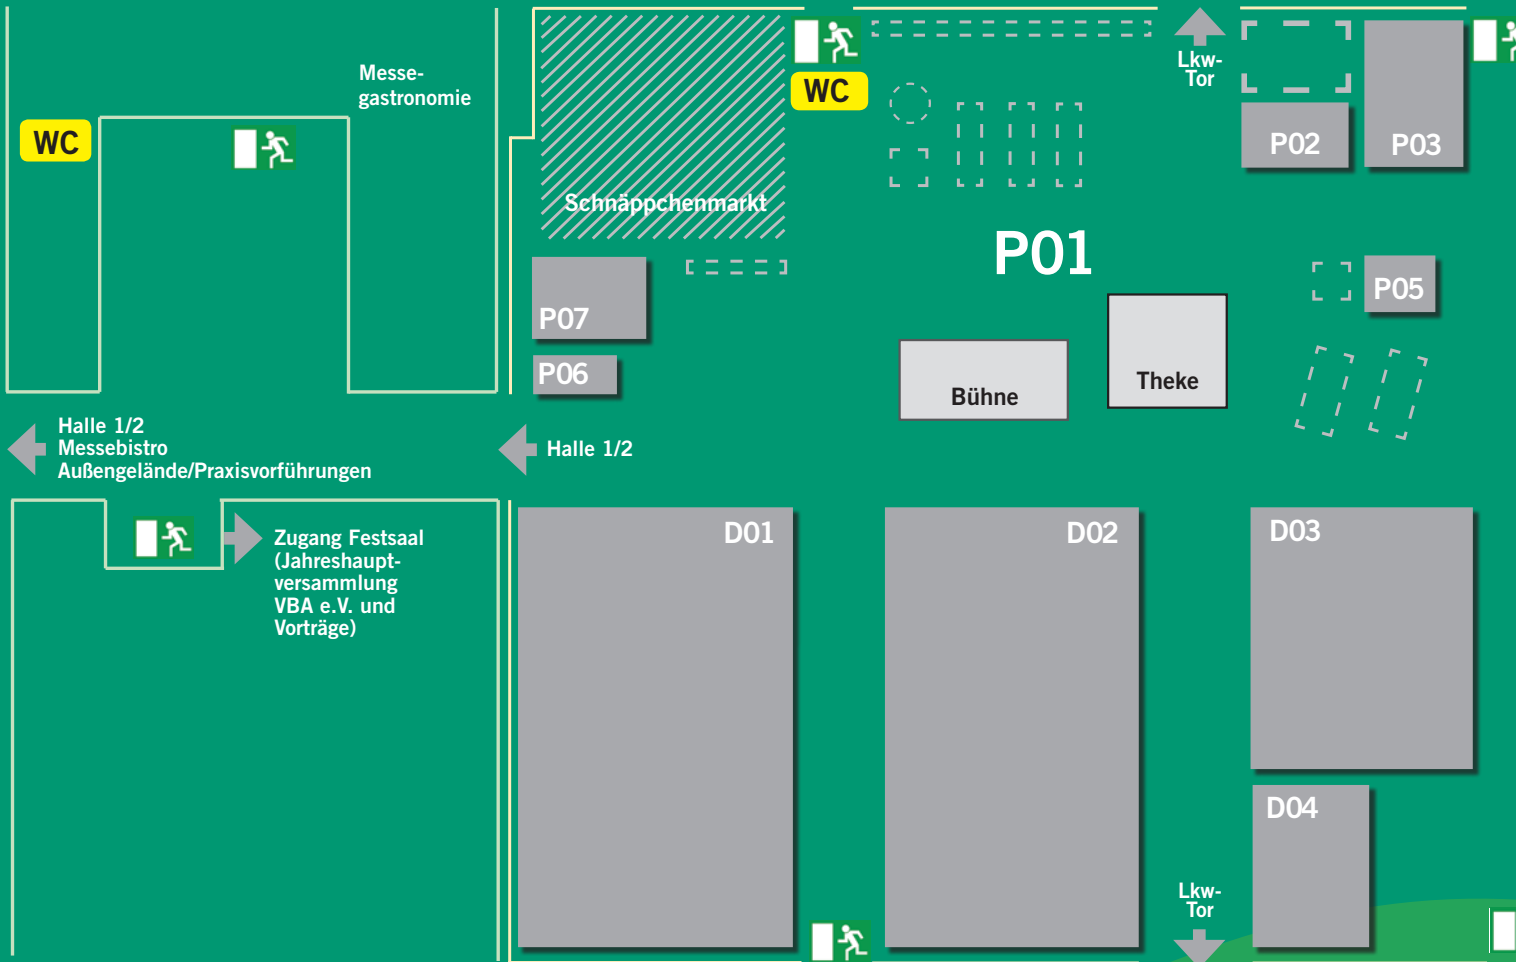 Messe-
gastronomie
WC
WC
Schnäppchenmarkt
Lkw-
Tor
P02
P03
P01
P05
P07
P06
Bühne
Theke
Halle 1/2
Messebistro
Außengelände/Praxisvorführungen
Halle 1/2
Zugang Festsaal
(Jahreshaupt-
versammlung
VBA e.V. und
Vorträge)
D01
D02
D03
D04
Lkw-
Tor